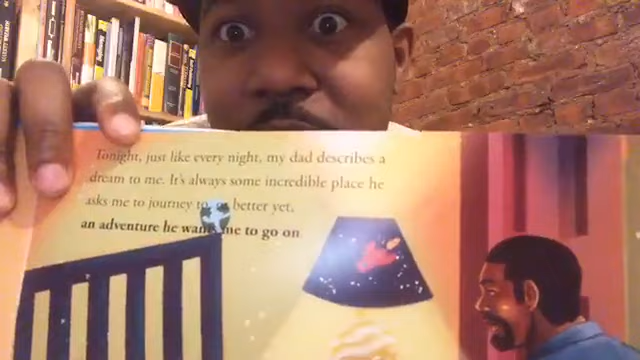 Tonight, just like every night, my dad describes a
dream to me. It's always some incredible place he
asks me to journey to, or better yet,
an adventure he wants me to go on.